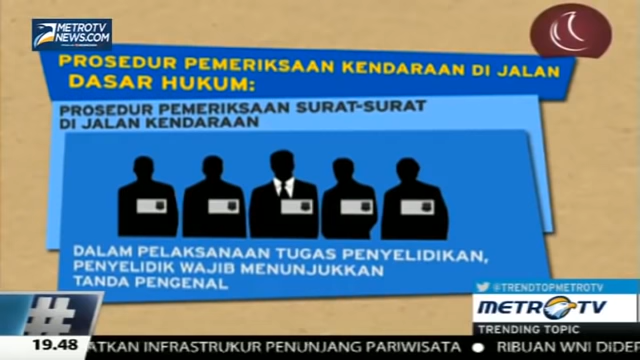 METROTV
NEWS.COM
PROSEDUR PEMERIKSAAN KENDARAAN DI JALAN
DASAR HUKUM:
PROSEDUR PEMERIKSAAN SURAT-SURAT
DI JALAN KENDARAAN
DALAM PELAKSANAAN TUGAS PENYELIDIKAN,
PENYELIDIK WAJIB MENUNJUKKAN
TANDA PENGENAL
@TRENDTOPMETROTV
METRO TV
TRENDING TOPIC
#
19.48
ATKAN INFRASTRUKUR PENUNJANG PARIWISATA • RIBUAN WNI DIDEP